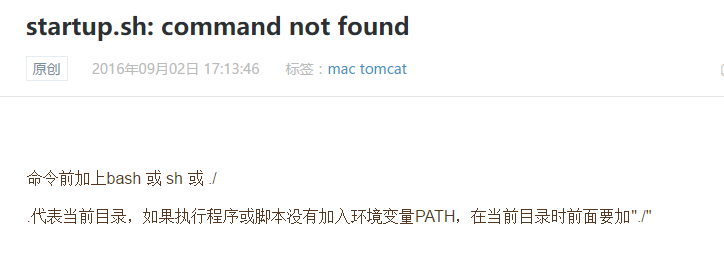 startup.sh: command not found
原创 2016年09月02日 17:13:46 标签：mac tomcat
命令前加上bash 或 sh 或 ./
.代表当前目录，如果执行程序或脚本没有加入环境变量PATH，在当前目录时前面要加"./"